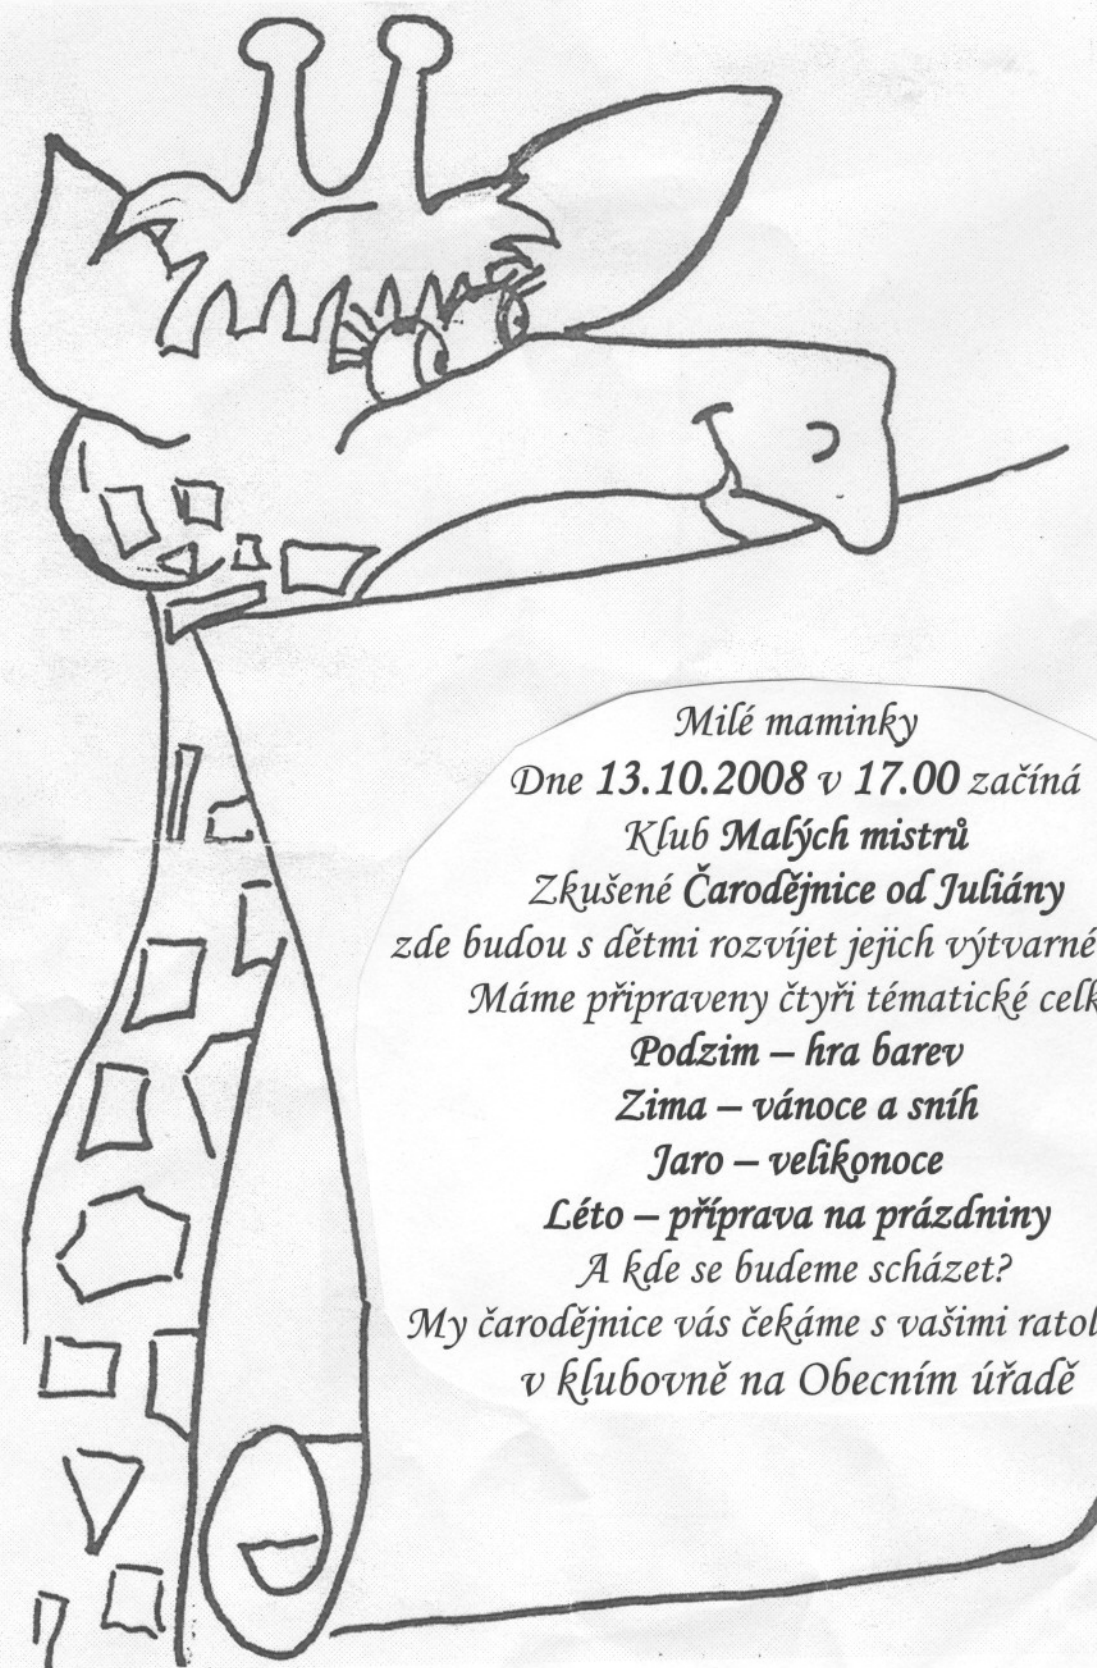 Milé maminky
Dne 13.10.2008 v 17.00 začíná
Klub Malých mistrů
Zkušené Čarodějnice od Juliány
zde budou s dětmi rozvíjet jejich výtvarné
Máme připraveny čtyři tématické
Podzim – hra barev
Zima – vánoce a sníh
Jaro – velikonoce
Léto – příprava na prázdniny
A kde se budeme scházet?
My čarodějnice vás čekáme s vašimi
v klubovně na Obecním úřadě